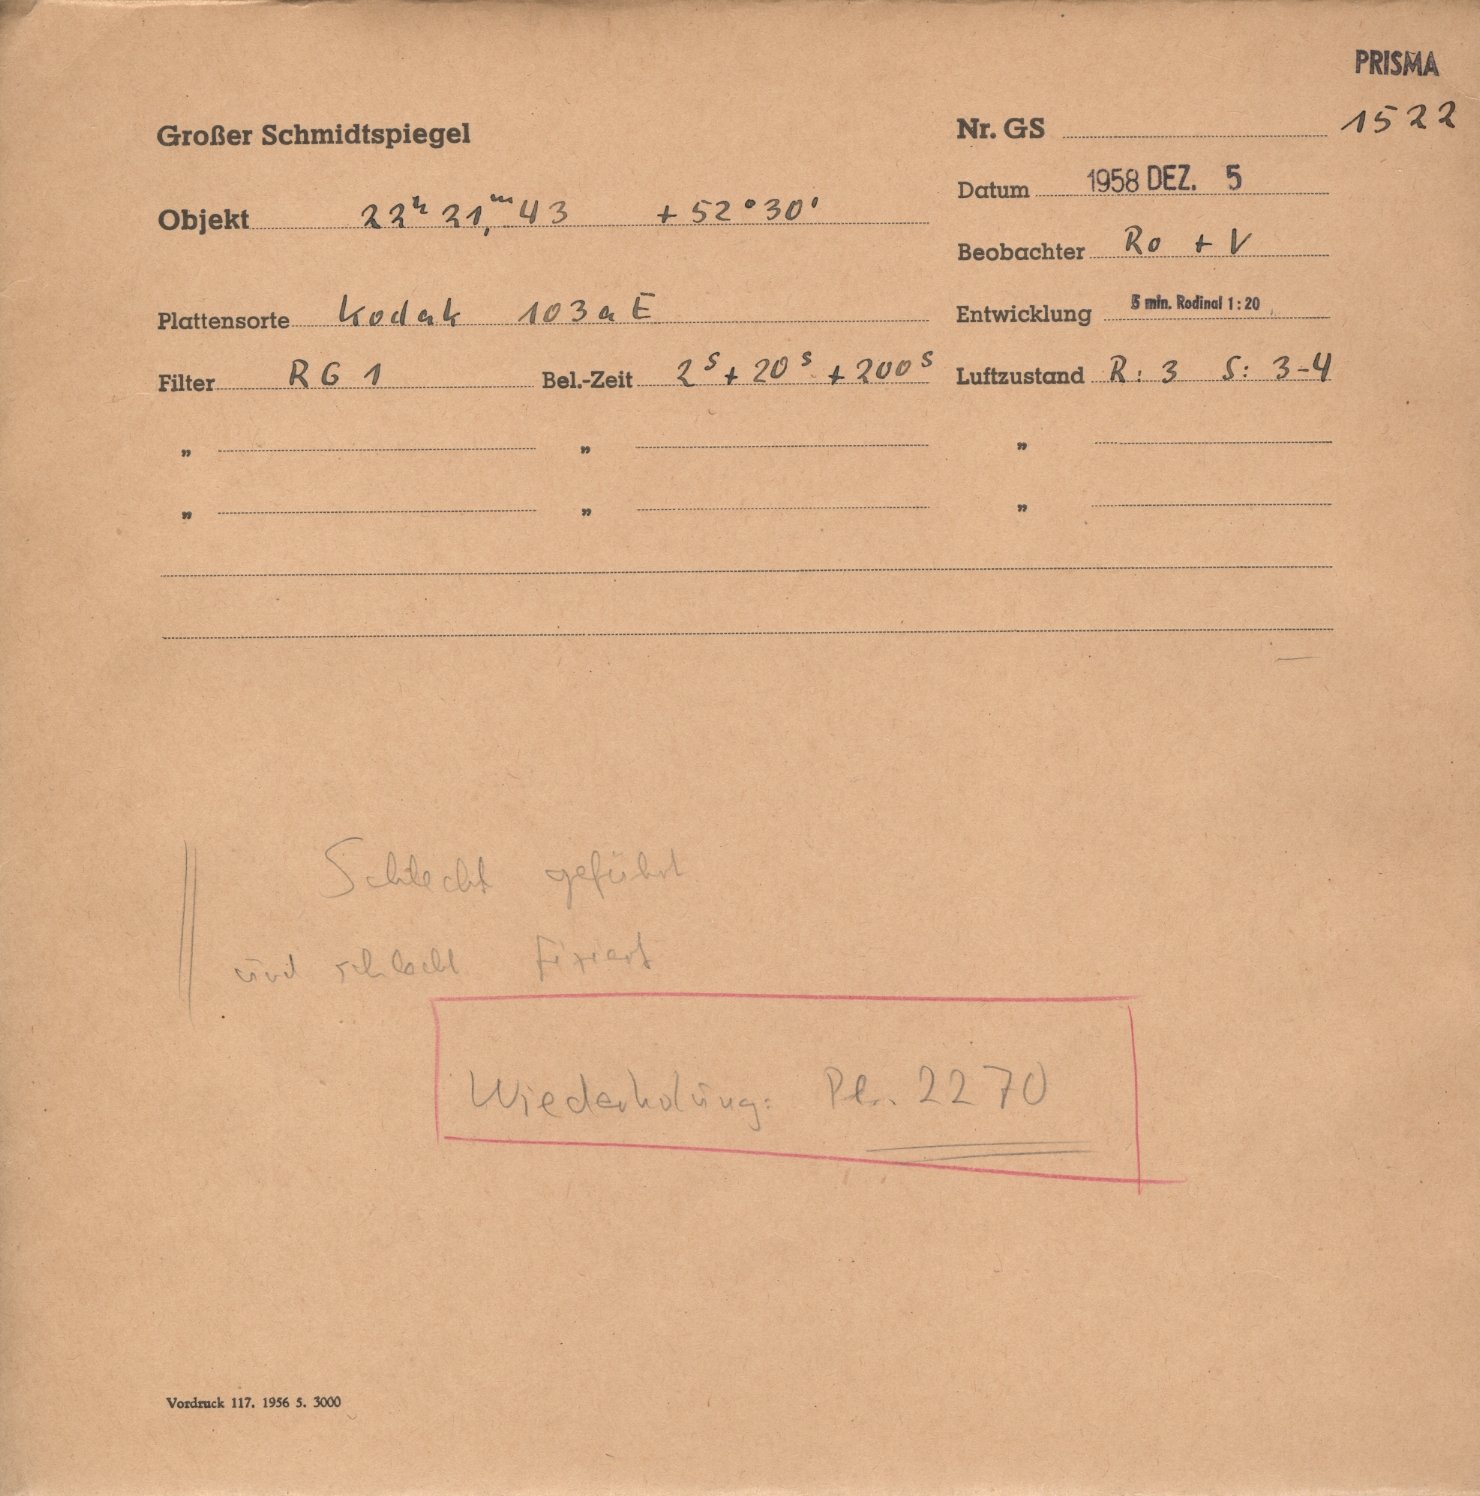 PRISMA
Großer Schmidtspiegel
Nr. GS 1522
Datum 1958 DEZ. 5
Objekt 22h 21,m43 +52°30'
Beobachter Ro + V
Plattensorte Kodak 103aE
Entwicklung 5 min. Rodinal 1:20
Filter RG 1 Bel.-Zeit 2s + 20s + 200s Luftzustand R: 3 S: 3-4
„ „ „
„ „ „
Schlecht geführt
und schlecht fixiert
Wiederholung: Pl. 2270
Vordruck 117. 1956 5. 3000